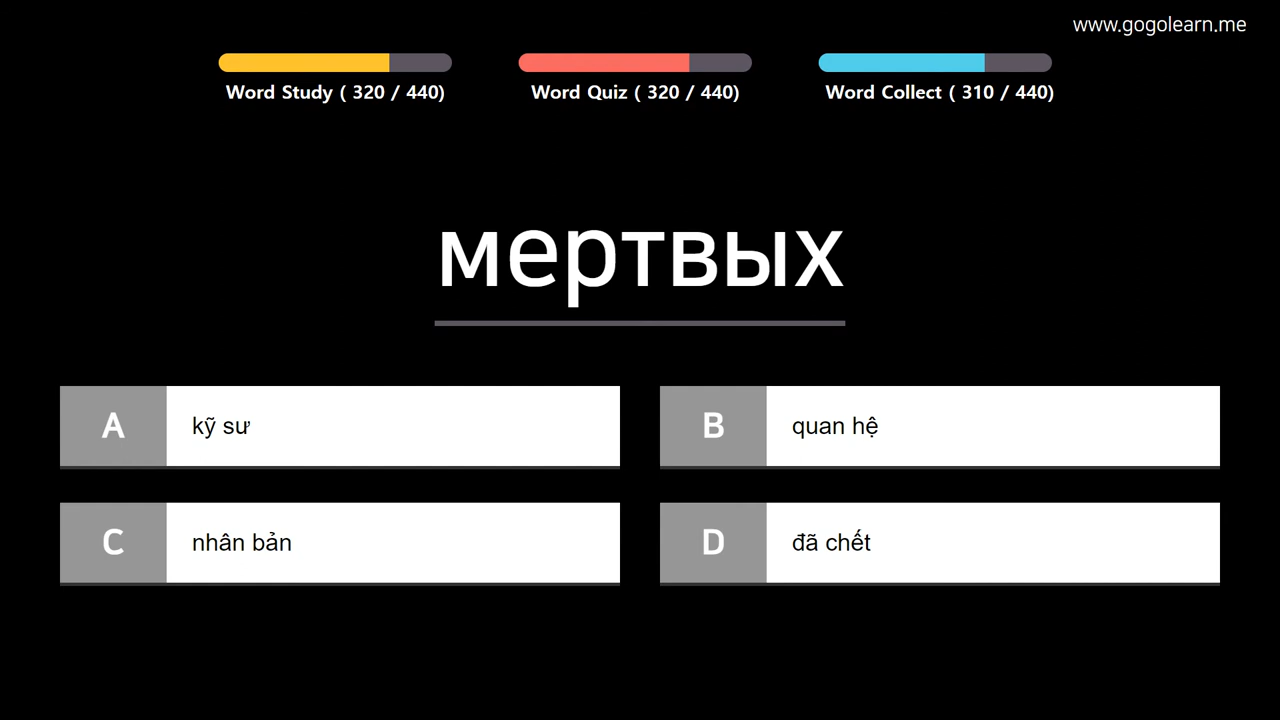 www.gogolearn.me
Word Study ( 320 / 440)
Word Quiz ( 320 / 440)
Word Collect ( 310 / 440)
мертвых
A kỹ sư
B quan hệ
C nhân bản
D đã chết